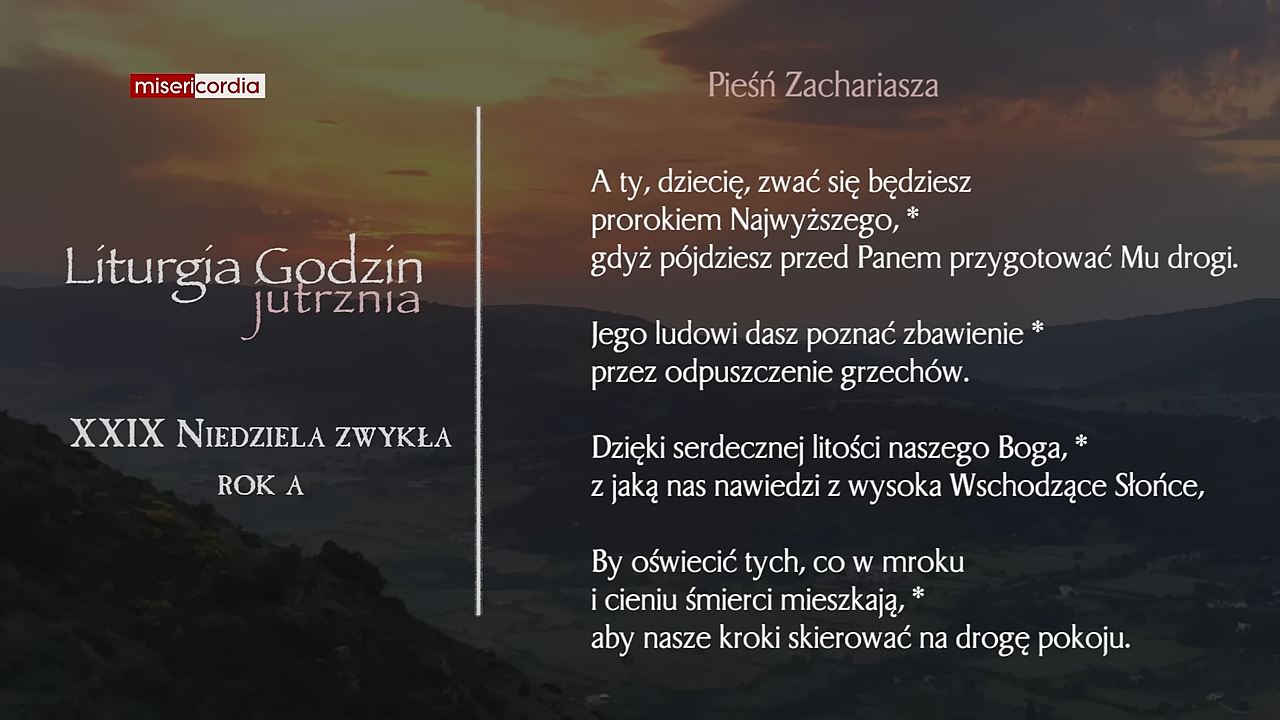 misericordia
Liturgia Godzin
jutrznia
XXIX Niedziela zwykła
rok A
Pieśń Zachariasza
A ty, dziecię, zwać się będziesz
prorokiem Najwyższego, *
gdyż pójdziesz przed Panem przygotować Mu drogi.
Jego ludowi dasz poznać zbawienie *
przez odpuszczenie grzechów.
Dzięki serdecznej litości naszego Boga, *
z jaką nas nawiedzi z wysoka Wschodzące Słońce,
By oświecić tych, co w mroku
i cieniu śmierci mieszkają, *
aby nasze kroki skierować na drogę pokoju.